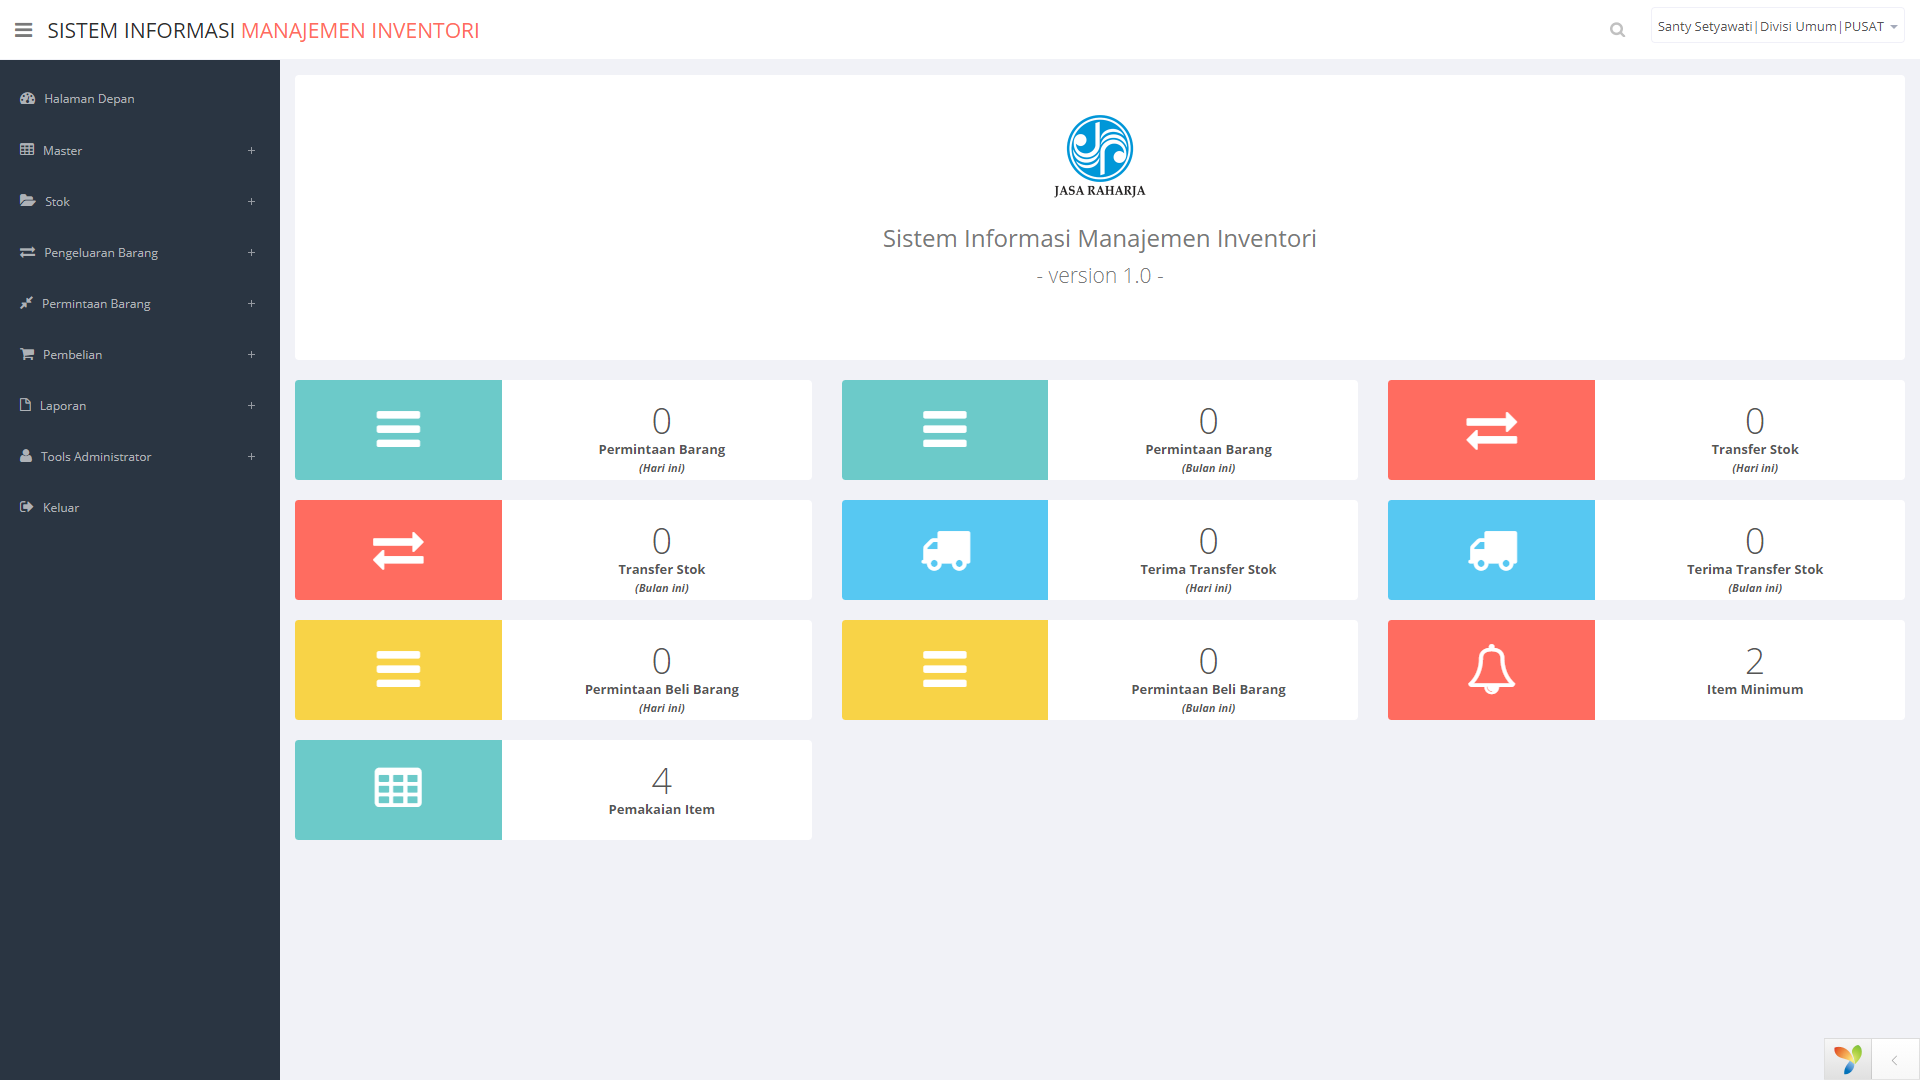 SISTEM INFORMASI MANAJEMEN INVENTORI
Santy Setyawati|Divisi Umum|PUSAT
Halaman Depan
Master
+
Stok
+
Pengeluaran Barang
+
Permintaan Barang
+
Pembelian
+
Laporan
+
Tools Administrator
+
Keluar
JASA RAHARJA
Sistem Informasi Manajemen Inventori
- version 1.0 -
0
Permintaan Barang
(Hari ini)
0
Permintaan Barang
(Bulan ini)
0
Transfer Stok
(Hari ini)
0
Transfer Stok
(Bulan ini)
0
Terima Transfer Stok
(Hari ini)
0
Terima Transfer Stok
(Bulan ini)
0
Permintaan Beli Barang
(Hari ini)
0
Permintaan Beli Barang
(Bulan ini)
2
Item Minimum
4
Pemakaian Item